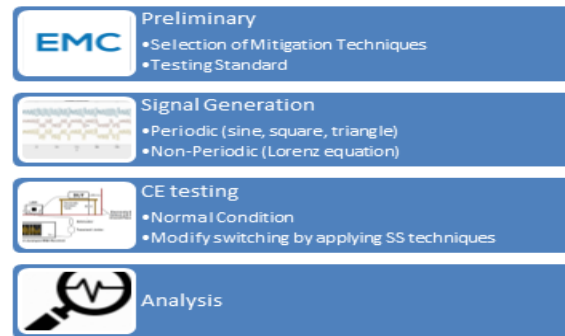 EMC
Preliminary
•Selection of Mitigation Techniques
•Testing Standard
Signal Generation
•Periodic (sine, square, triangle)
•Non-Periodic (Lorenz equation)
CE testing
•Normal Condition
•Modify switching by applying SS techniques
Analysis